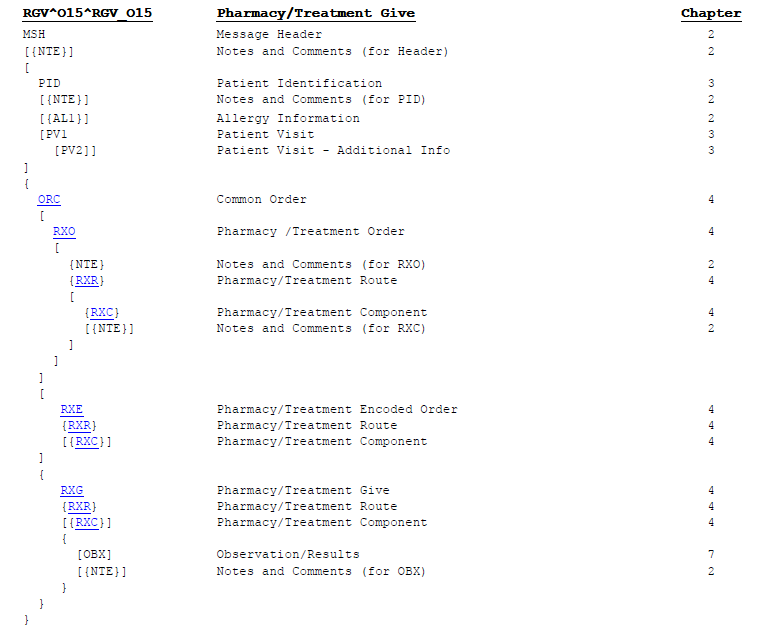 RGV^O15^RGV_O15 Pharmacy/Treatment Give Chapter
MSH Message Header 2
[{NTE}] Notes and Comments (for Header) 2
[
PID Patient Identification 3
[{NTE}] Notes and Comments (for PID) 2
[{AL1}] Allergy Information 2
[PV1 Patient Visit 3
[PV2]] Patient Visit - Additional Info 3
]
{
ORC Common Order 4
[
RXO Pharmacy /Treatment Order 4
[
{NTE} Notes and Comments (for RXO) 2
{RXR} Pharmacy/Treatment Route 4
[
{RXC} Pharmacy/Treatment Component 4
[{NTE}] Notes and Comments (for RXC) 2
]
]
]
[
RXE Pharmacy/Treatment Encoded Order 4
{RXR} Pharmacy/Treatment Route 4
[{RXC}] Pharmacy/Treatment Component 4
]
{
RXG Pharmacy/Treatment Give 4
{RXR} Pharmacy/Treatment Route 4
[{RXC}] Pharmacy/Treatment Component 4
{
[OBX] Observation/Results 7
[{NTE}] Notes and Comments (for OBX) 2
}
}
}